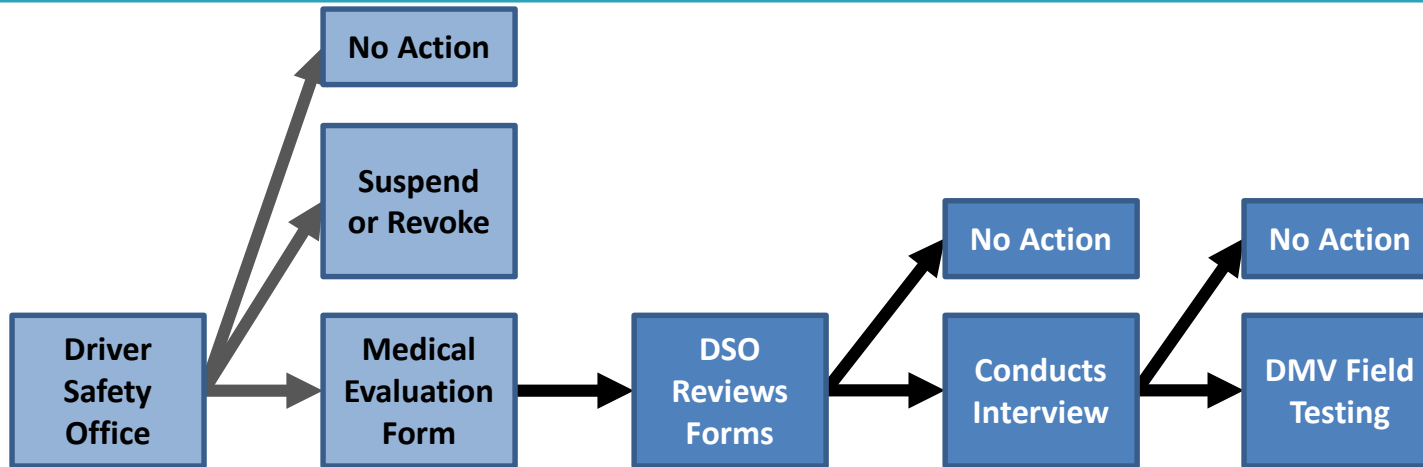 No Action
Suspend
or Revoke
No Action
No Action
Driver
Safety
Office
Medical
Evaluation
Form
DSO
Reviews
Forms
Conducts
Interview
DMV Field
Testing